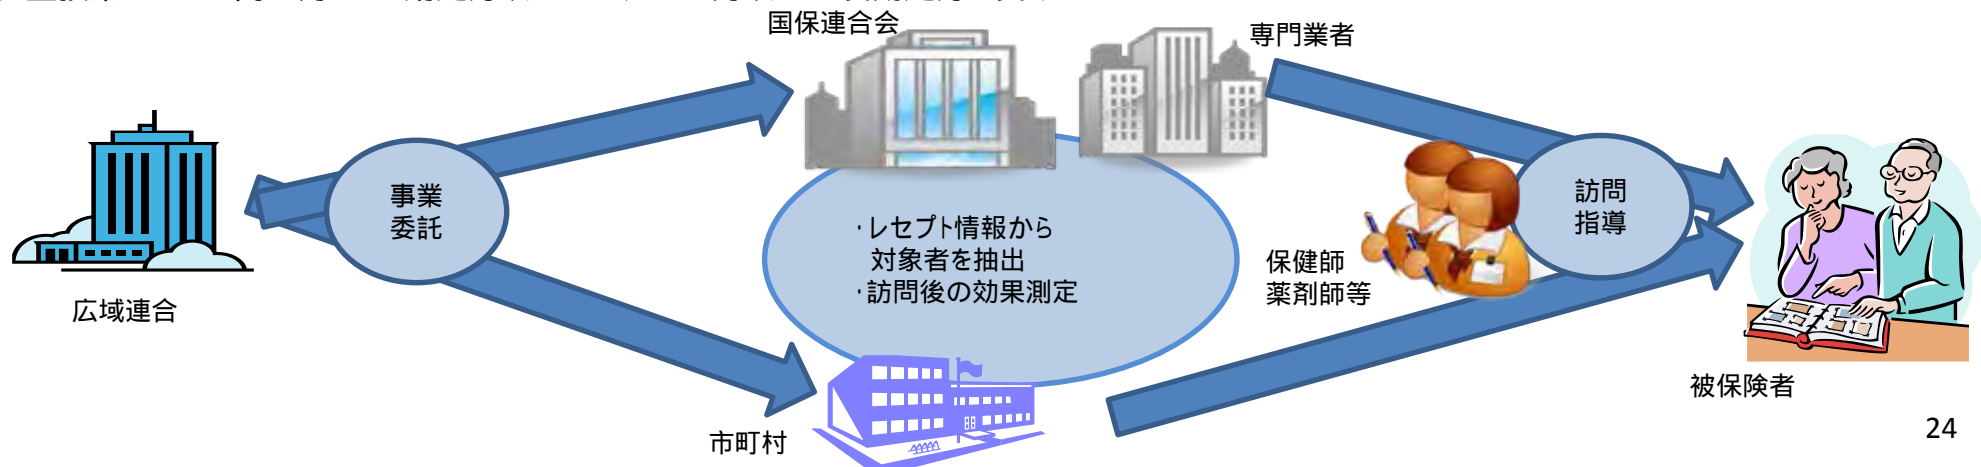 国保連合会
専門業者
事業
委託
・レセプト情報から
対象者を抽出
・訪問後の効果測定
訪問
指導
保健師
薬剤師等
広域連合
被保険者
市町村
24